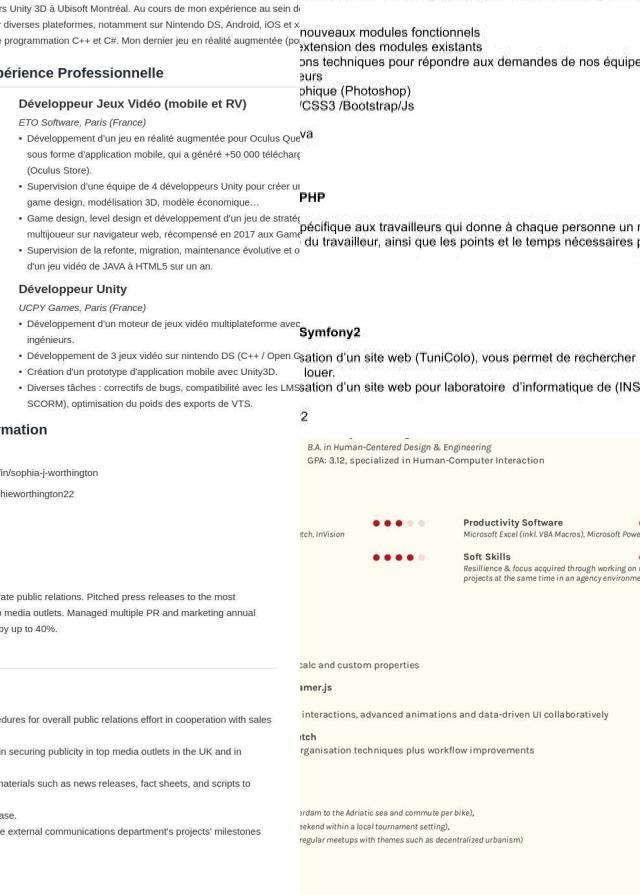 rs Unity 3D à Ubisoft Montréal. Au cours de mon expérience au sein
diverses plateformes, notamment sur Nintendo DS, Android, iOS et
programmation C++ et C#. Mon dernier jeu en réalité augmentée
périence Professionnelle
Développeur Jeux Vidéo (mobile et RV)
ETO Software, Paris (France)
• Développement d'un jeu en réalité augmentée pour Oculus
sous forme d'application mobile, qui a généré +50 000
(Oculus Store).
• Supervision d'une équipe de 4 développeurs Unity pour créer
game design, modélisation 3D, modèle économique…
• Game design, level design et développement d'un jeu de
multijoueur sur navigateur web, récompensé en 2017 aux
• Supervision de la refonte, migration, maintenance évolutive et
d'un jeu vidéo de JAVA à HTML5 sur un an.
Développeur Unity
UCPY Games, Paris (France)
• Développement d'un moteur de jeux vidéo multiplateforme avec
ingénieurs.
• Développement de 3 jeux vidéo sur nintendo DS (C++ / Open
• Création d'un prototype d'application mobile avec Unity3D.
• Diverses tâches : correctifs de bugs, compatibilité avec les LMS
SCORM), optimisation du poids des exports de VTS.
rmation
/in/sophia-j-worthington
hieworthington22
ate public relations. Pitched press releases to the most
media outlets. Managed multiple PR and marketing annual
by up to 40%.
edures for overall public relations effort in cooperation with sales
in securing publicity in top media outlets in the UK and in
materials such as news releases, fact sheets, and scripts to
ase.
e external communications department's projects' milestones
nouveaux modules fonctionnels
extension des modules existants
ons techniques pour répondre aux demandes de nos équipe
eurs
phique (Photoshop)
/CSS3 /Bootstrap/Js
va
PHP
pécifique aux travailleurs qui donne à chaque personne un
du travailleur, ainsi que les points et le temps nécessaires
Symfony2
sation d'un site web (TuniColo), vous permet de rechercher
louer.
sation d'un site web pour laboratoire d'informatique de (INS
2
B.A. in Human-Centered Design & Engineering
GPA: 3.12, specialized in Human-Computer Interaction
tch, InVision
Productivity Software
Microsoft Excel (inkl. VBA Macros), Microsoft
Soft Skills
Resillience & focus acquired through working on
projects at the same time in an agency
calc and custom properties
amer.js
interactions, advanced animations and data-driven UI collaboratively
etch
rganisation techniques plus workflow improvements
erdam to the Adriatic sea and commute per bike),
eekend within a local tournament setting),
regular meetups with themes such as decentralized urbanism)